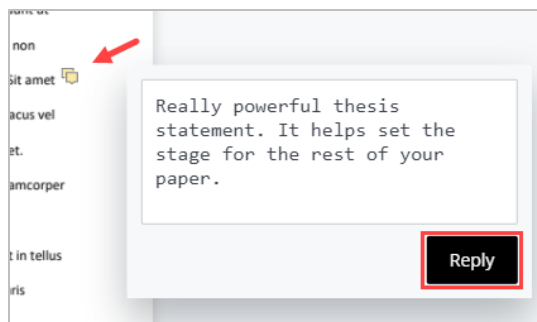 non
Sit amet
acus vel
et.
amcorper
t in tellus
ris
Really powerful thesis
statement. It helps set the
stage for the rest of your
paper.
Reply